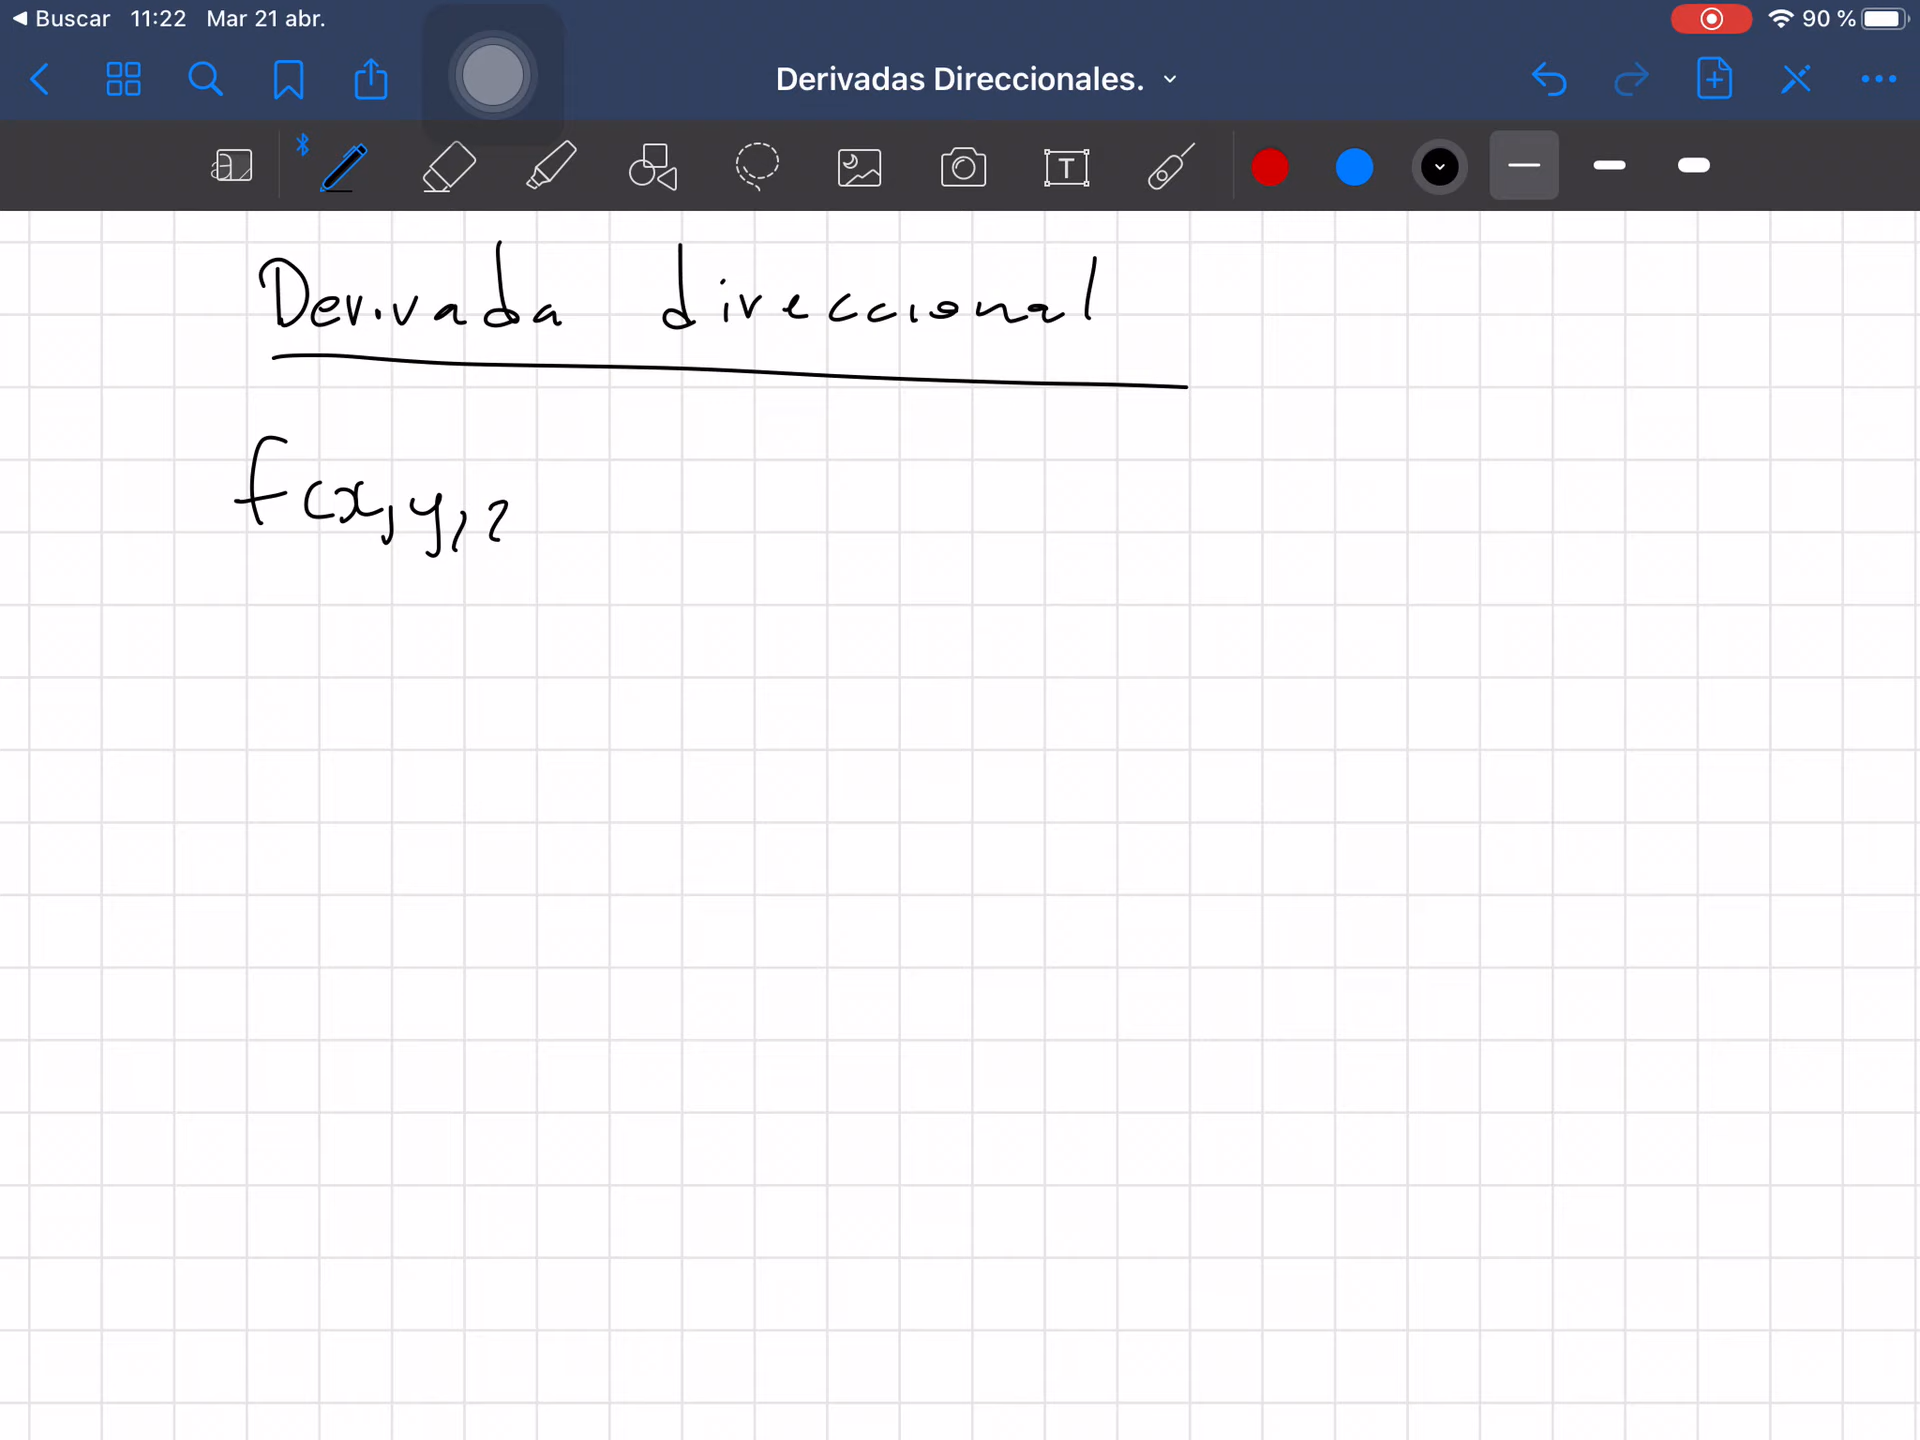 Buscar 11:22 Mar 21 abr. 90 %
Derivadas Direccionales.
T
Derivada direccional
f(x,y,z